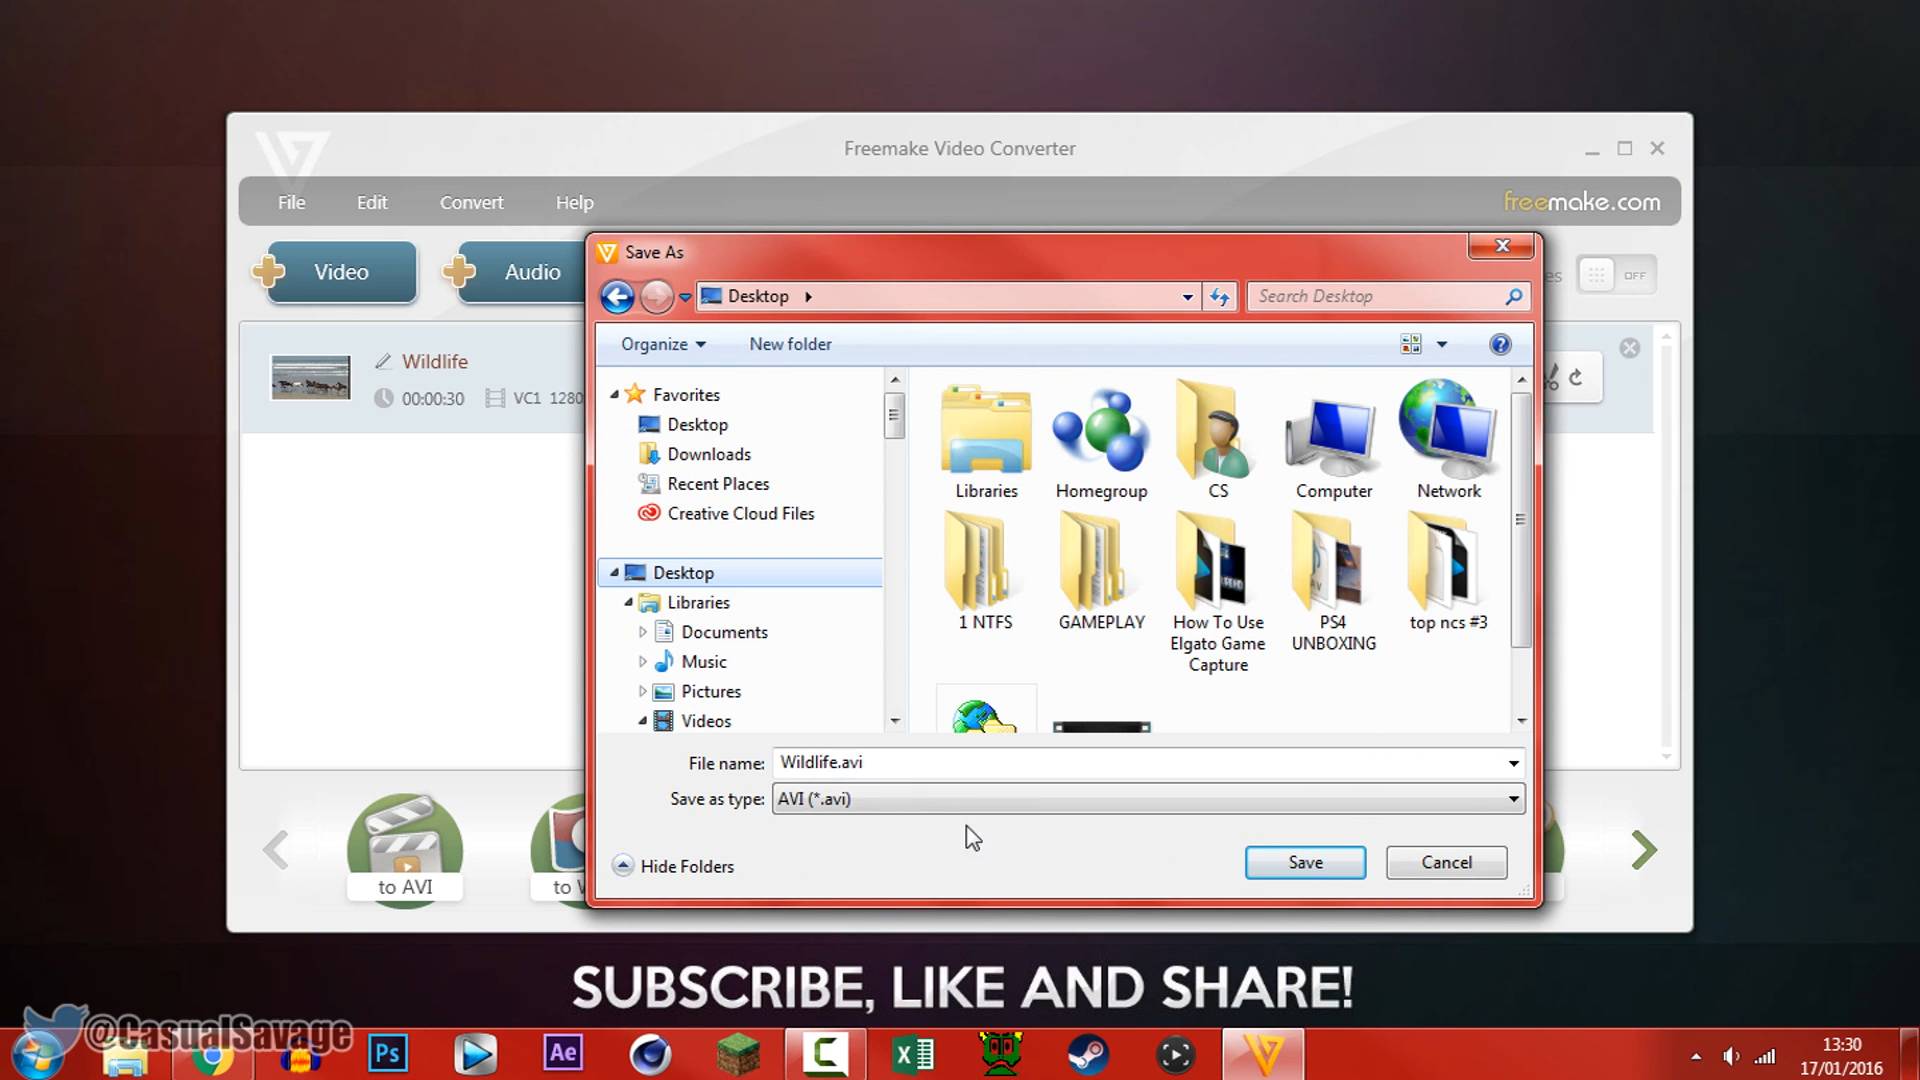 Freemake Video Converter
File Edit Convert Help
freemake.com
Video
Audio
OFF
Wildlife
00:00:30 VC1 1280
Save As
Desktop
Search Desktop
Organize
New folder
Favorites
Desktop
Downloads
Recent Places
Creative Cloud Files
Desktop
Libraries
Documents
Music
Pictures
Videos
Libraries
Homegroup
CS
Computer
Network
1 NTFS
GAMEPLAY
How To Use
Elgato Game
Capture
PS4
UNBOXING
top ncs #3
File name: Wildlife.avi
Save as type: AVI (*.avi)
Hide Folders
Save
Cancel
to AVI
to
SUBSCRIBE, LIKE AND SHARE!
@CasualSavage
Ps
Ae
13:30
17/01/2016